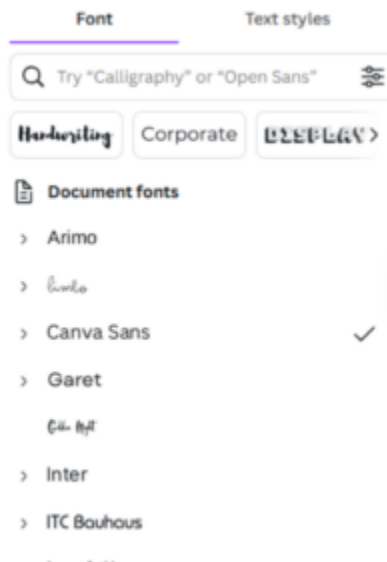 Font Text styles
Try “Calligraphy” or “Open Sans”
Handwriting Corporate DISPLAY
Document fonts
Arimo
Canva Sans
Garet
Inter
ITC Bauhaus